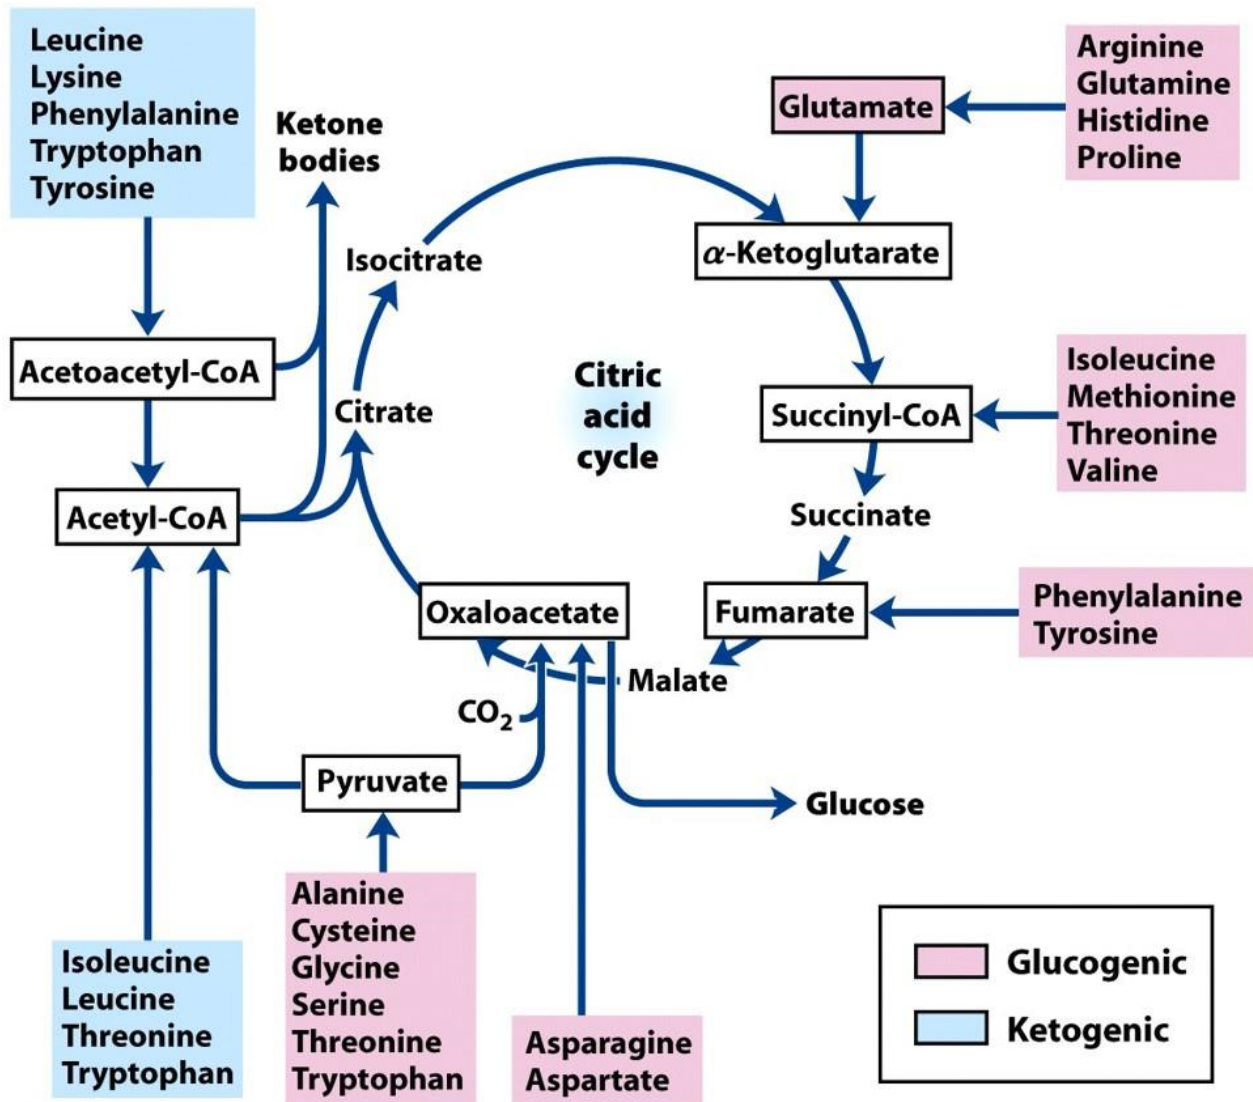 Leucine
Lysine
Phenylalanine
Tryptophan
Tyrosine
Ketone
bodies
Glutamate
Arginine
Glutamine
Histidine
Proline
Isocitrate
α-Ketoglutarate
Acetoacetyl-CoA
Citrate
Citric
acid
cycle
Succinyl-CoA
Isoleucine
Methionine
Threonine
Valine
Acetyl-CoA
Succinate
Oxaloacetate
Fumarate
Phenylalanine
Tyrosine
Malate
CO₂
Pyruvate
Glucose
Isoleucine
Leucine
Threonine
Tryptophan
Alanine
Cysteine
Glycine
Serine
Threonine
Tryptophan
Asparagine
Aspartate
Glucogenic
Ketogenic